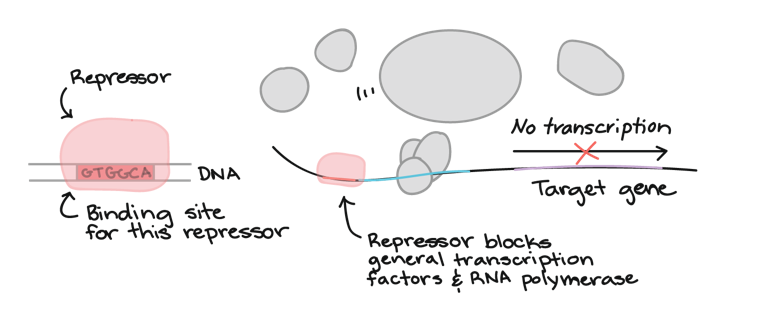 Repressor
GTGGCA
DNA
Binding site
for this repressor
No transcription
Target gene
Repressor blocks
general transcription
factors & RNA polymerase